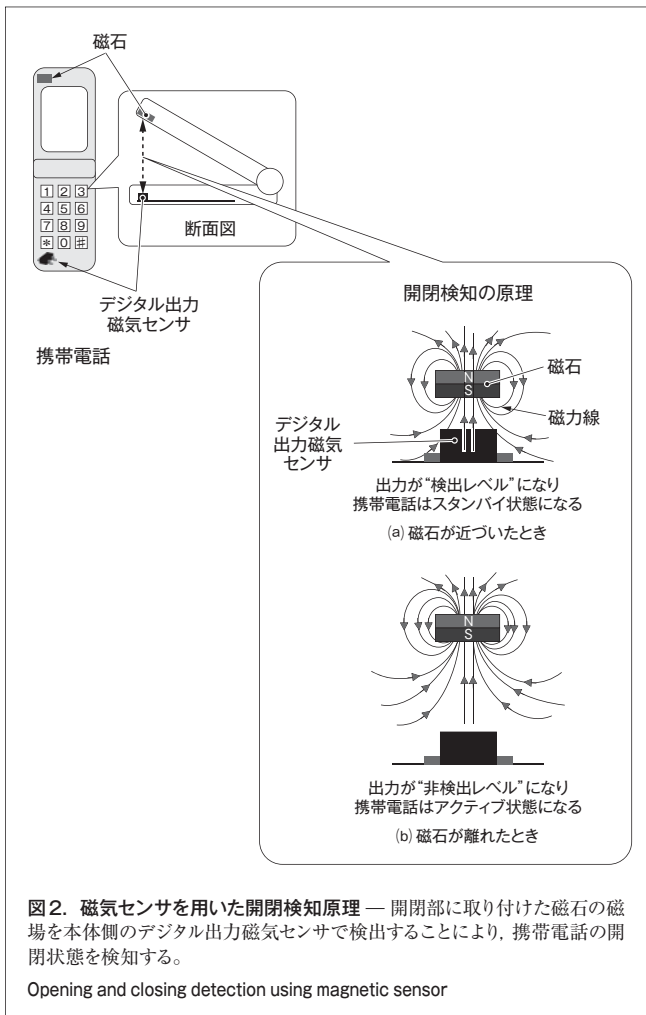 磁石
1 2 3
4 5 6
7 8 9
* 0 #
断面図
デジタル出力
磁気センサ
携帯電話
開閉検知の原理
N
S
磁石
磁力線
デジタル
出力磁気
センサ
出力が“検出レベル”になり
携帯電話はスタンバイ状態になる
(a) 磁石が近づいたとき
N
S
出力が“非検出レベル”になり
携帯電話はアクティブ状態になる
(b) 磁石が離れたとき
図2. 磁気センサを用いた開閉検知原理 — 開閉部に取り付けた磁石の磁
場を本体側のデジタル出力磁気センサで検出することにより, 携帯電話の開
閉状態を検知する。
Opening and closing detection using magnetic sensor